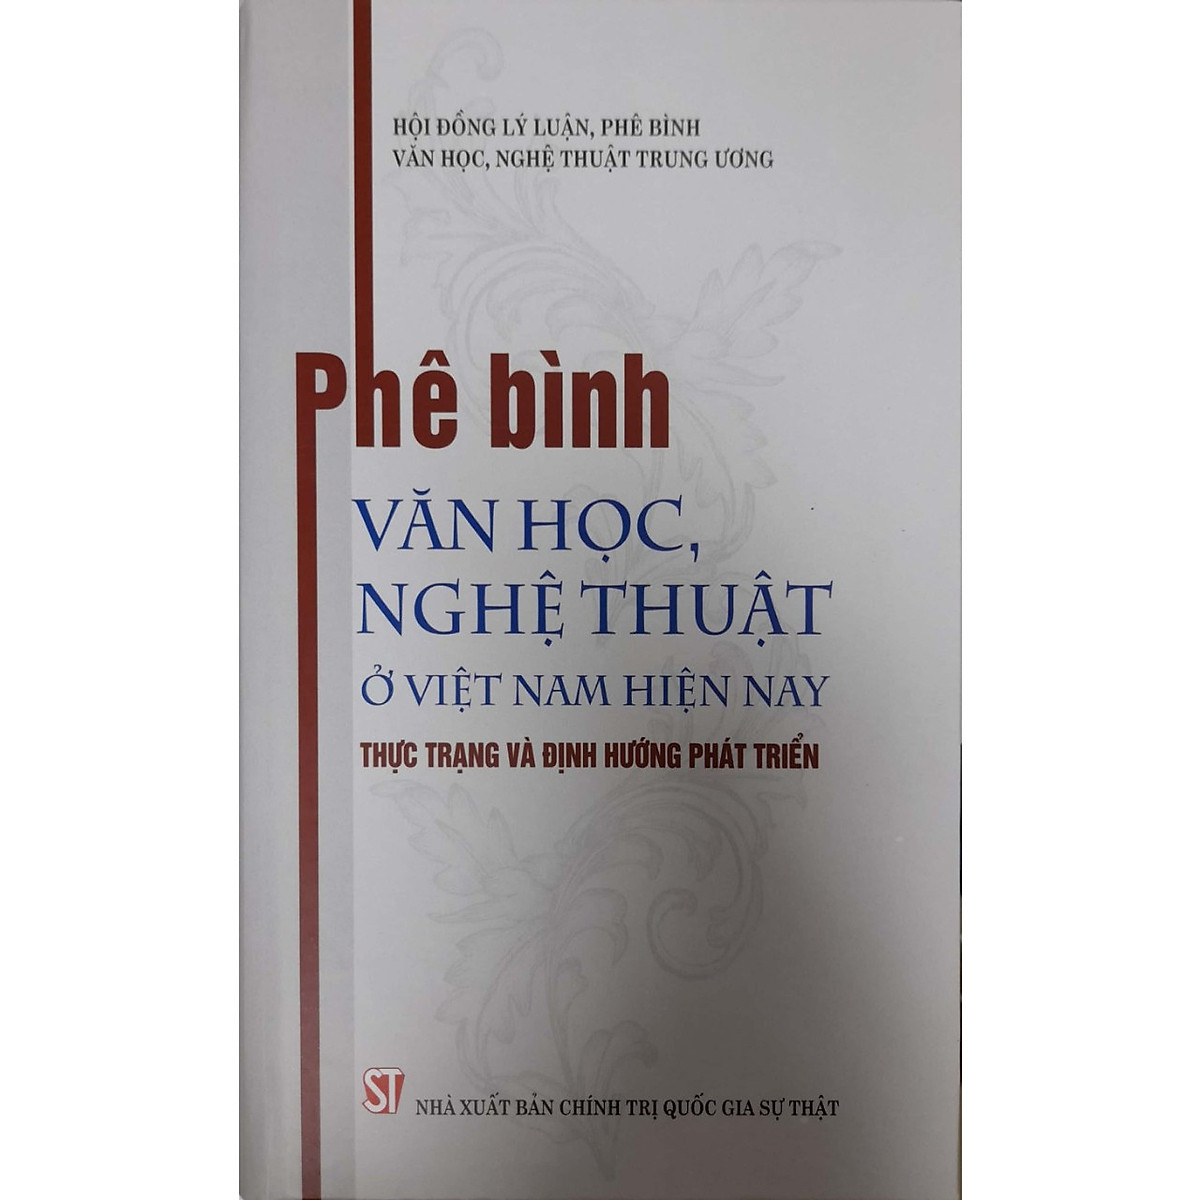 HỘI ĐỒNG LÝ LUẬN, PHÊ BÌNH
VĂN HỌC, NGHỆ THUẬT TRUNG ƯƠNG
Phê bình
VĂN HỌC,
NGHỆ THUẬT
Ở VIỆT NAM HIỆN NAY
THỰC TRẠNG VÀ ĐỊNH HƯỚNG PHÁT TRIỂN
ST
NHÀ XUẤT BẢN CHÍNH TRỊ QUỐC GIA SỰ THẬT